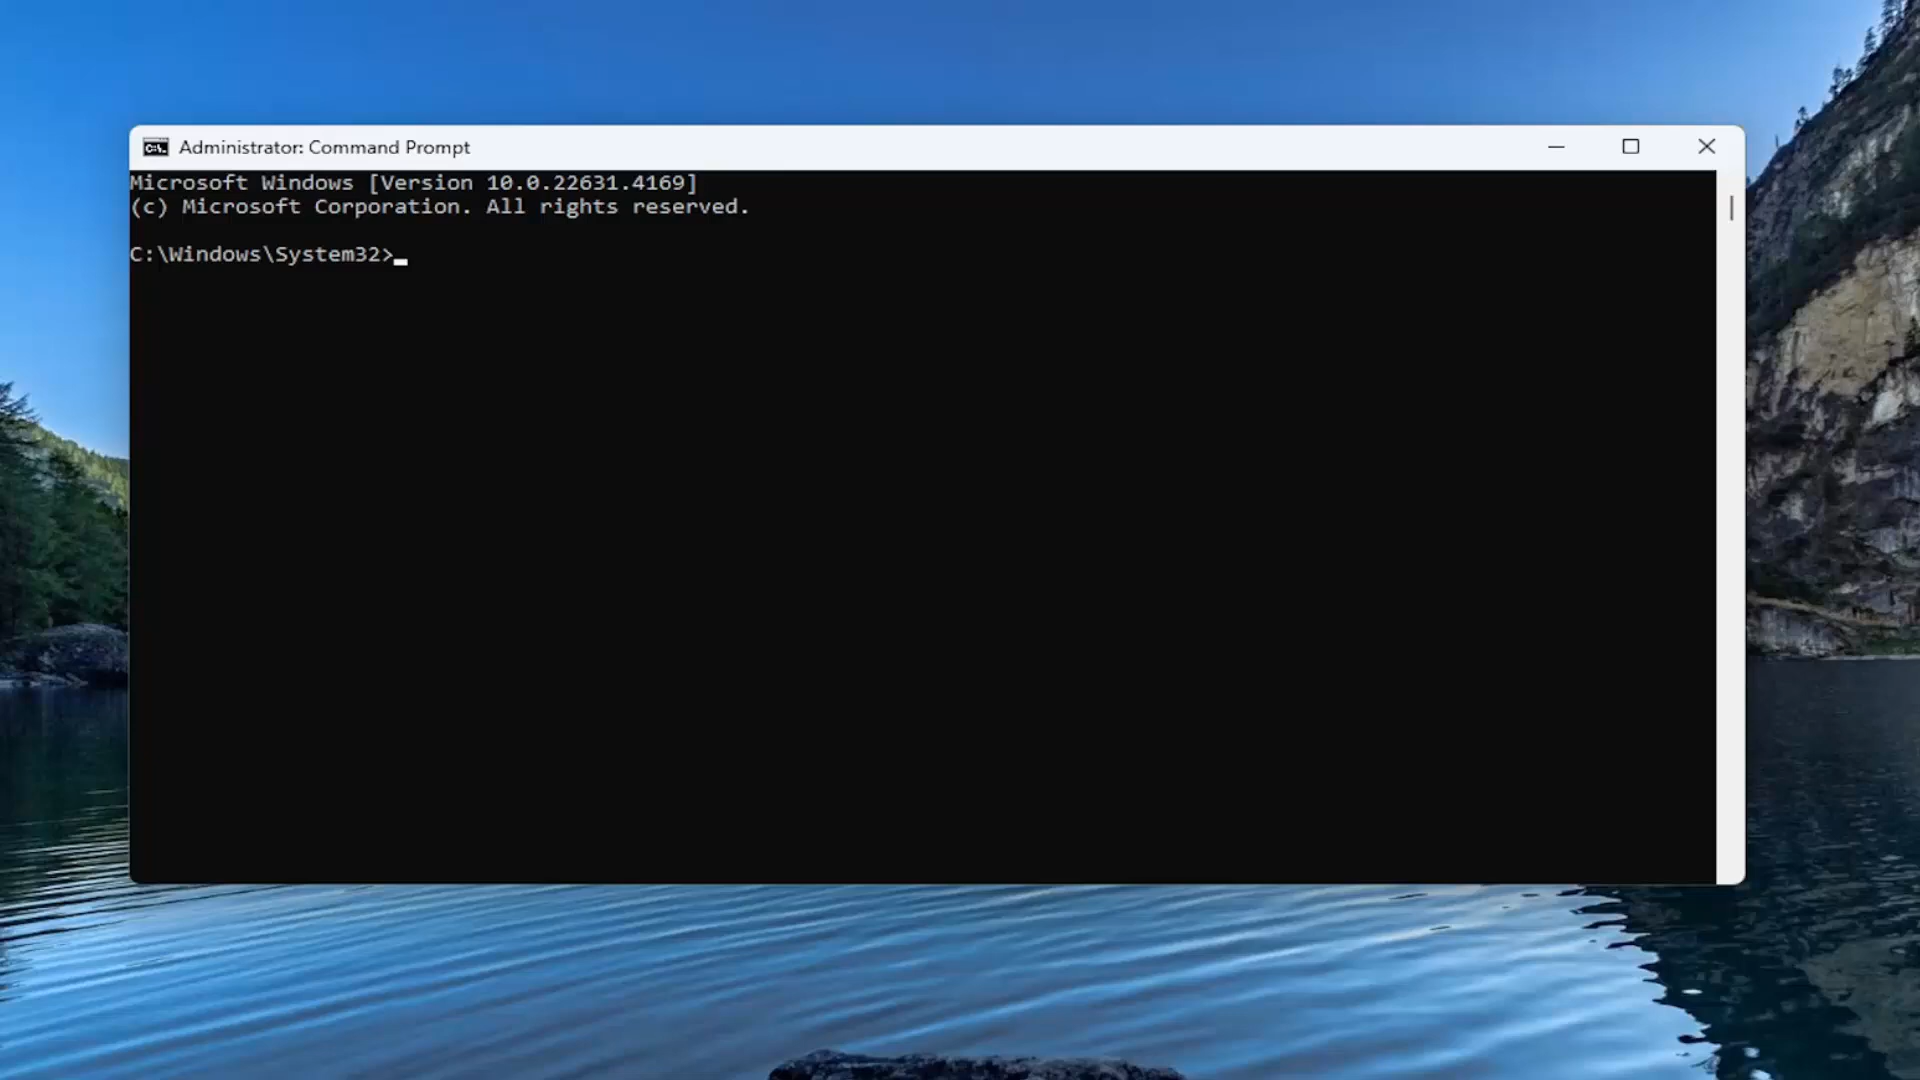 Administrator: Command Prompt
Microsoft Windows [Version 10.0.22631.4169]
(c) Microsoft Corporation. All rights reserved.
C:\Windows\System32>